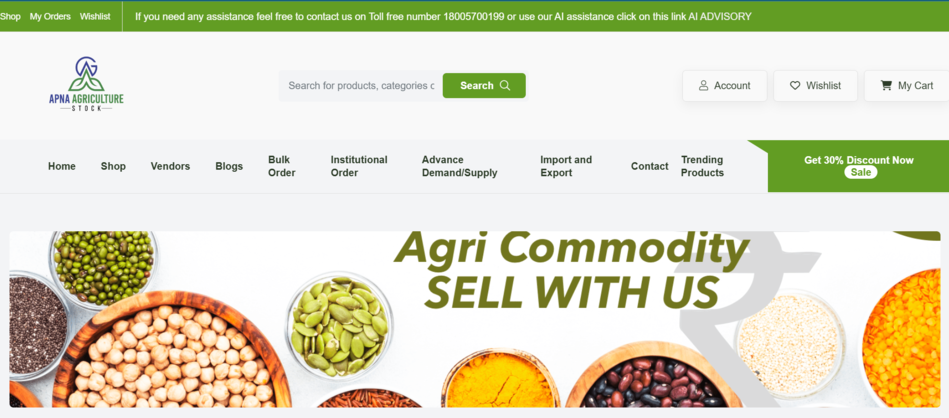 Shop My Orders Wishlist If you need any assistance feel free to contact us on Toll free number 18005700199 or use our AI assistance click on this link AI ADVISORY
APNA AGRICULTURE
STOCK
Search for products, categories c
Search
Account
Wishlist
My Cart
Home
Shop
Vendors
Blogs
Bulk
Order
Institutional
Order
Advance
Demand/Supply
Import and
Export
Contact
Trending
Products
Get 30% Discount Now
Sale
Agri Commodity
SELL WITH US
₹